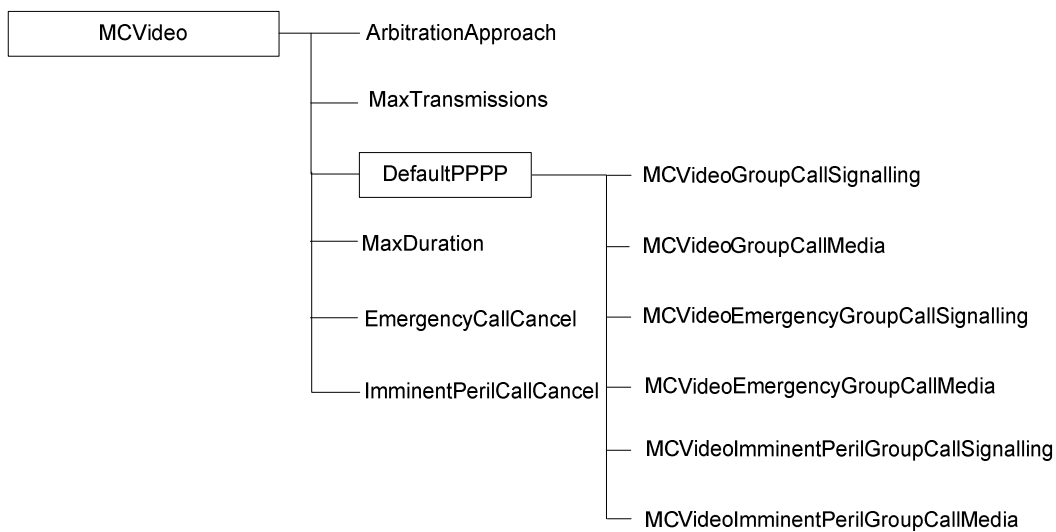 MCVideo
ArbitrationApproach
MaxTransmissions
DefaultPPPP
MaxDuration
EmergencyCallCancel
ImminentPerilCallCancel
MCVideoGroupCallSignalling
MCVideoGroupCallMedia
MCVideoEmergencyGroupCallSignalling
MCVideoEmergencyGroupCallMedia
MCVideoImminentPerilGroupCallSignalling
MCVideoImminentPerilGroupCallMedia